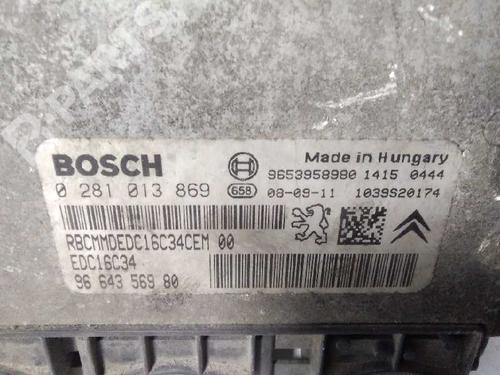 B-PARTS
BOSCH
Made in Hungary
9653958980 1415 0444
0 281 013 869
658
08-09-11 1039S20174
RBCMMDEDC16C34CEM 00
EDC16C34
96 643 569 80